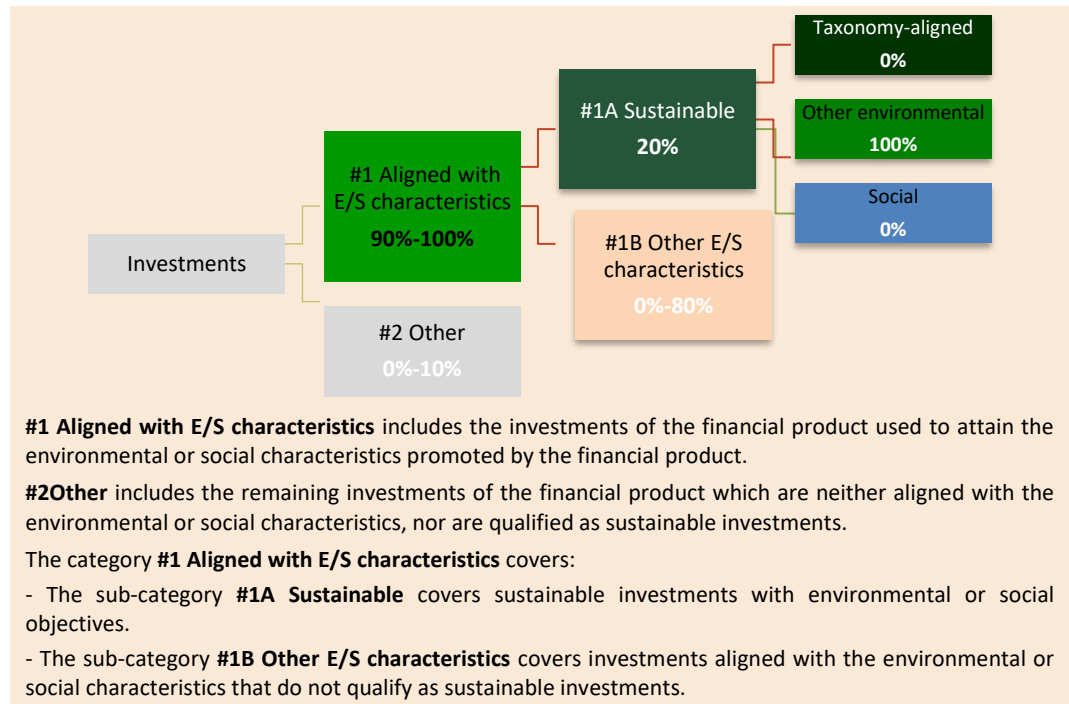 Taxonomy-aligned
0%
#1A Sustainable
20%
Other environmental
100%
#1 Aligned with
E/S characteristics
90%-100%
Social
0%
#1B Other E/S
characteristics
0%-80%
Investments
#2 Other
0%-10%
#1 Aligned with E/S characteristics includes the investments of the financial product used to attain the
environmental or social characteristics promoted by the financial product.
#2Other includes the remaining investments of the financial product which are neither aligned with the
environmental or social characteristics, nor are qualified as sustainable investments.
The category #1 Aligned with E/S characteristics covers:
- The sub-category #1A Sustainable covers sustainable investments with environmental or social
objectives.
- The sub-category #1B Other E/S characteristics covers investments aligned with the environmental or
social characteristics that do not qualify as sustainable investments.